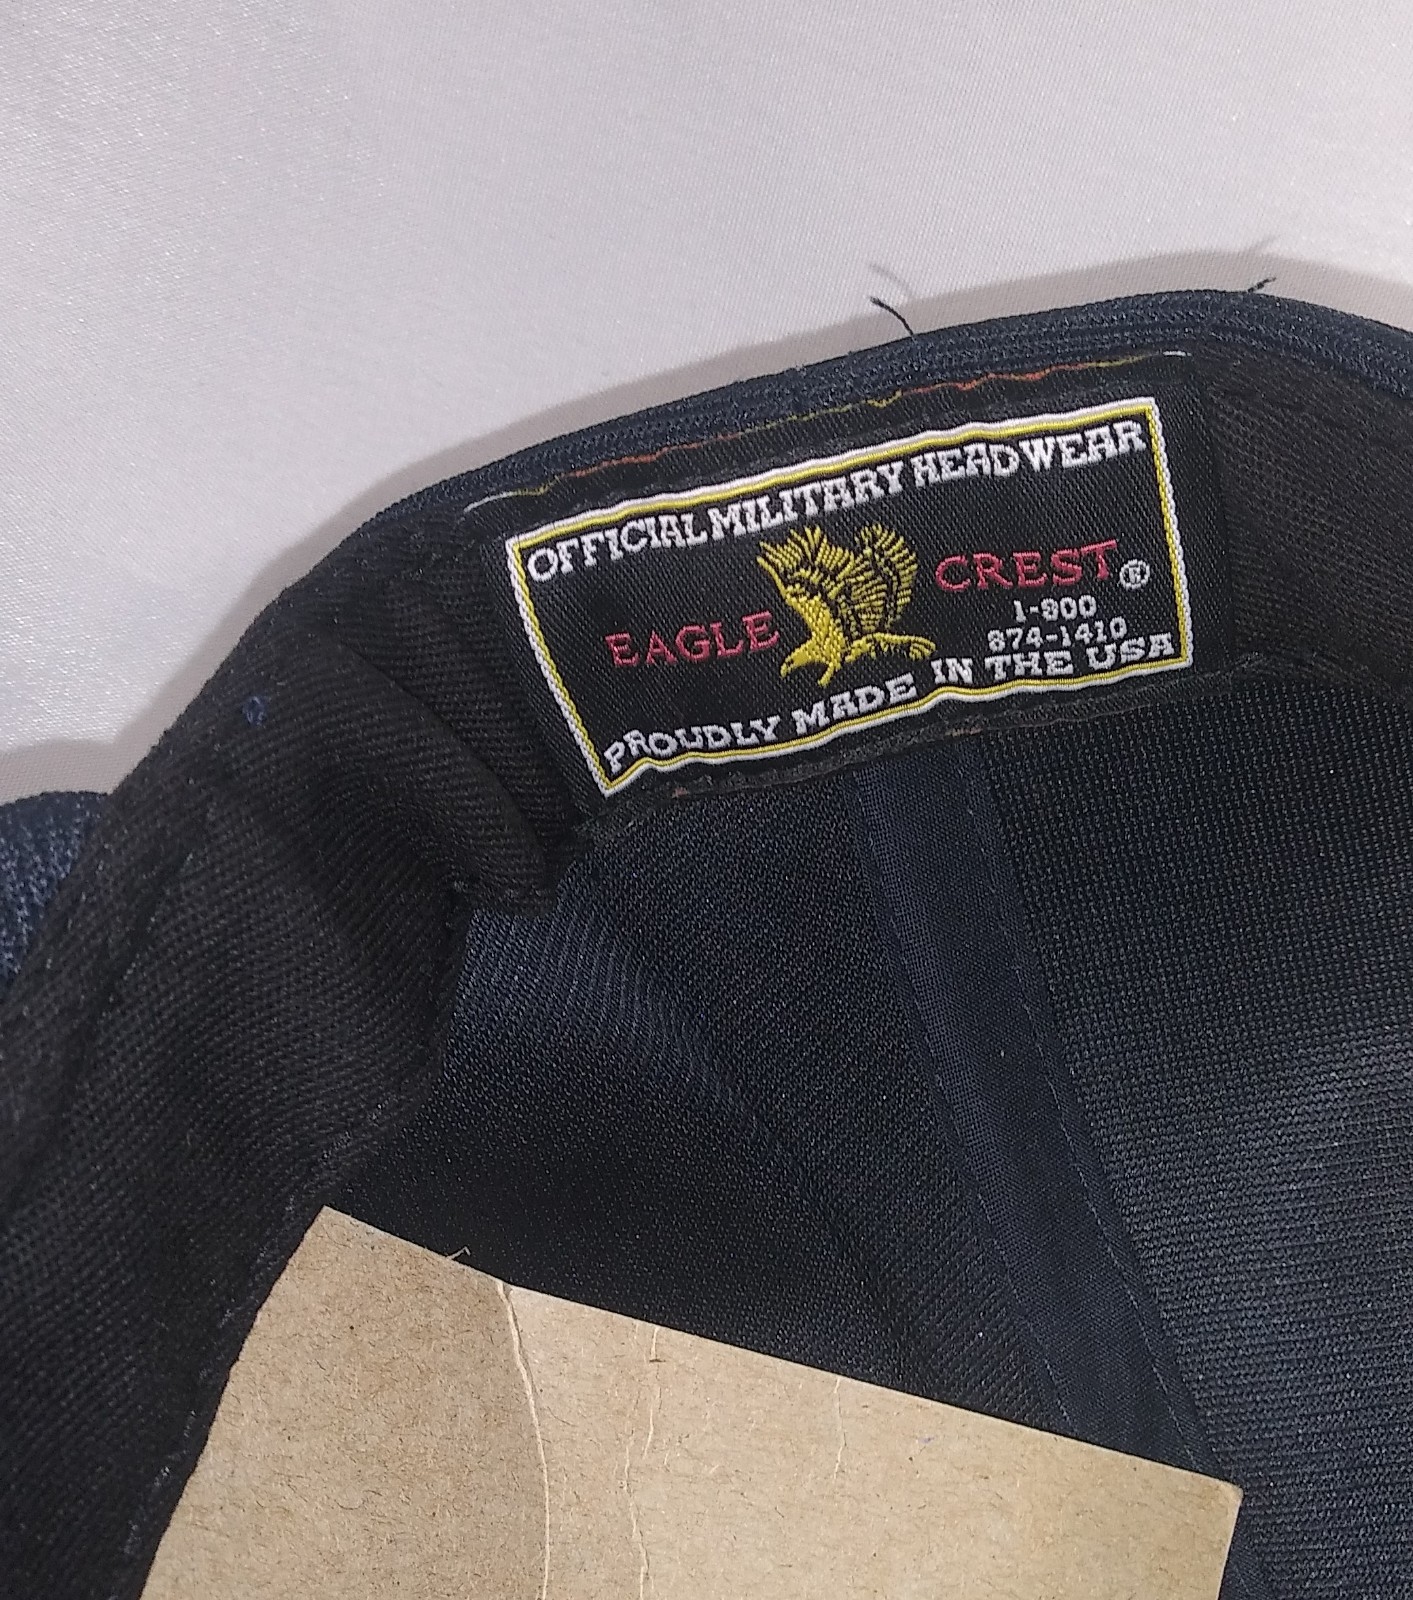 OFFICIAL MILITARY HEADWEAR
EAGLE CREST ®
1-800
874-1410
PROUDLY MADE IN THE USA